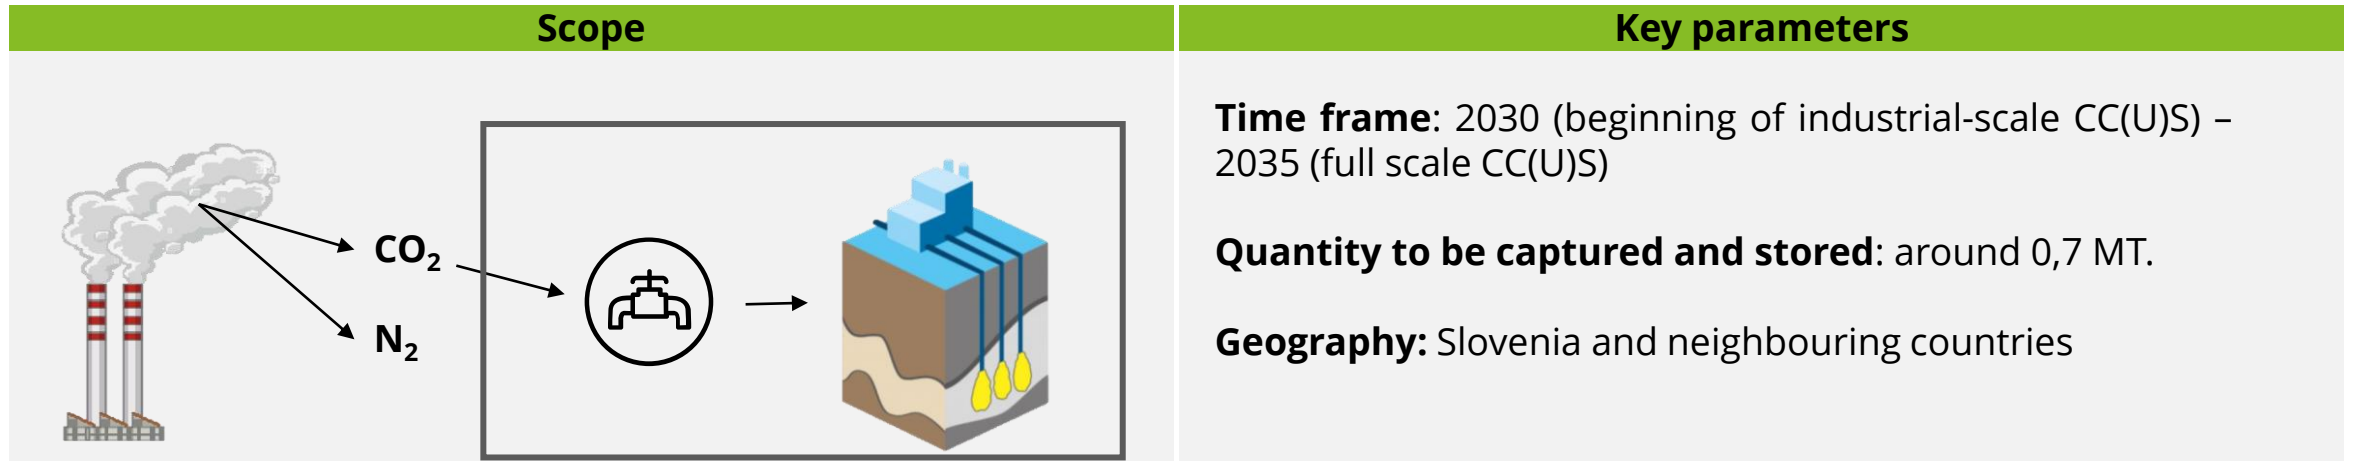 Scope
CO₂
N₂
Key parameters
Time frame: 2030 (beginning of industrial-scale CC(U)S) –
2035 (full scale CC(U)S)
Quantity to be captured and stored: around 0,7 MT.
Geography: Slovenia and neighbouring countries